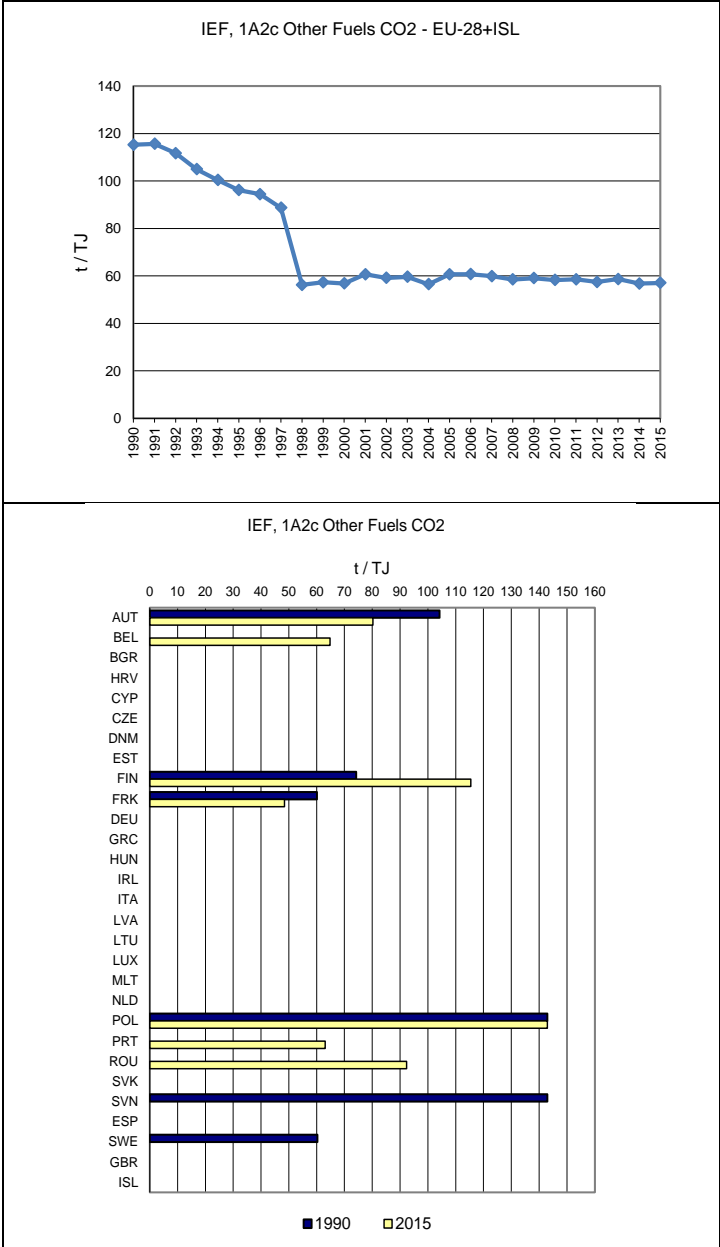 IEF, 1A2c Other Fuels CO2 - EU-28+ISL
140
120
100
80
60
40
20
0
t / TJ
1990 1991 1992 1993 1994 1995 1996 1997 1998 1999 2000 2001 2002 2003 2004 2005 2006 2007 2008 2009 2010 2011 2012 2013 2014 2015
IEF, 1A2c Other Fuels CO2
t / TJ
0 10 20 30 40 50 60 70 80 90 100 110 120 130 140 150 160
AUT
BEL
BGR
HRV
CYP
CZE
DNM
EST
FIN
FRK
DEU
GRC
HUN
IRL
ITA
LVA
LTU
LUX
MLT
NLD
POL
PRT
ROU
SVK
SVN
ESP
SWE
GBR
ISL
1990 2015